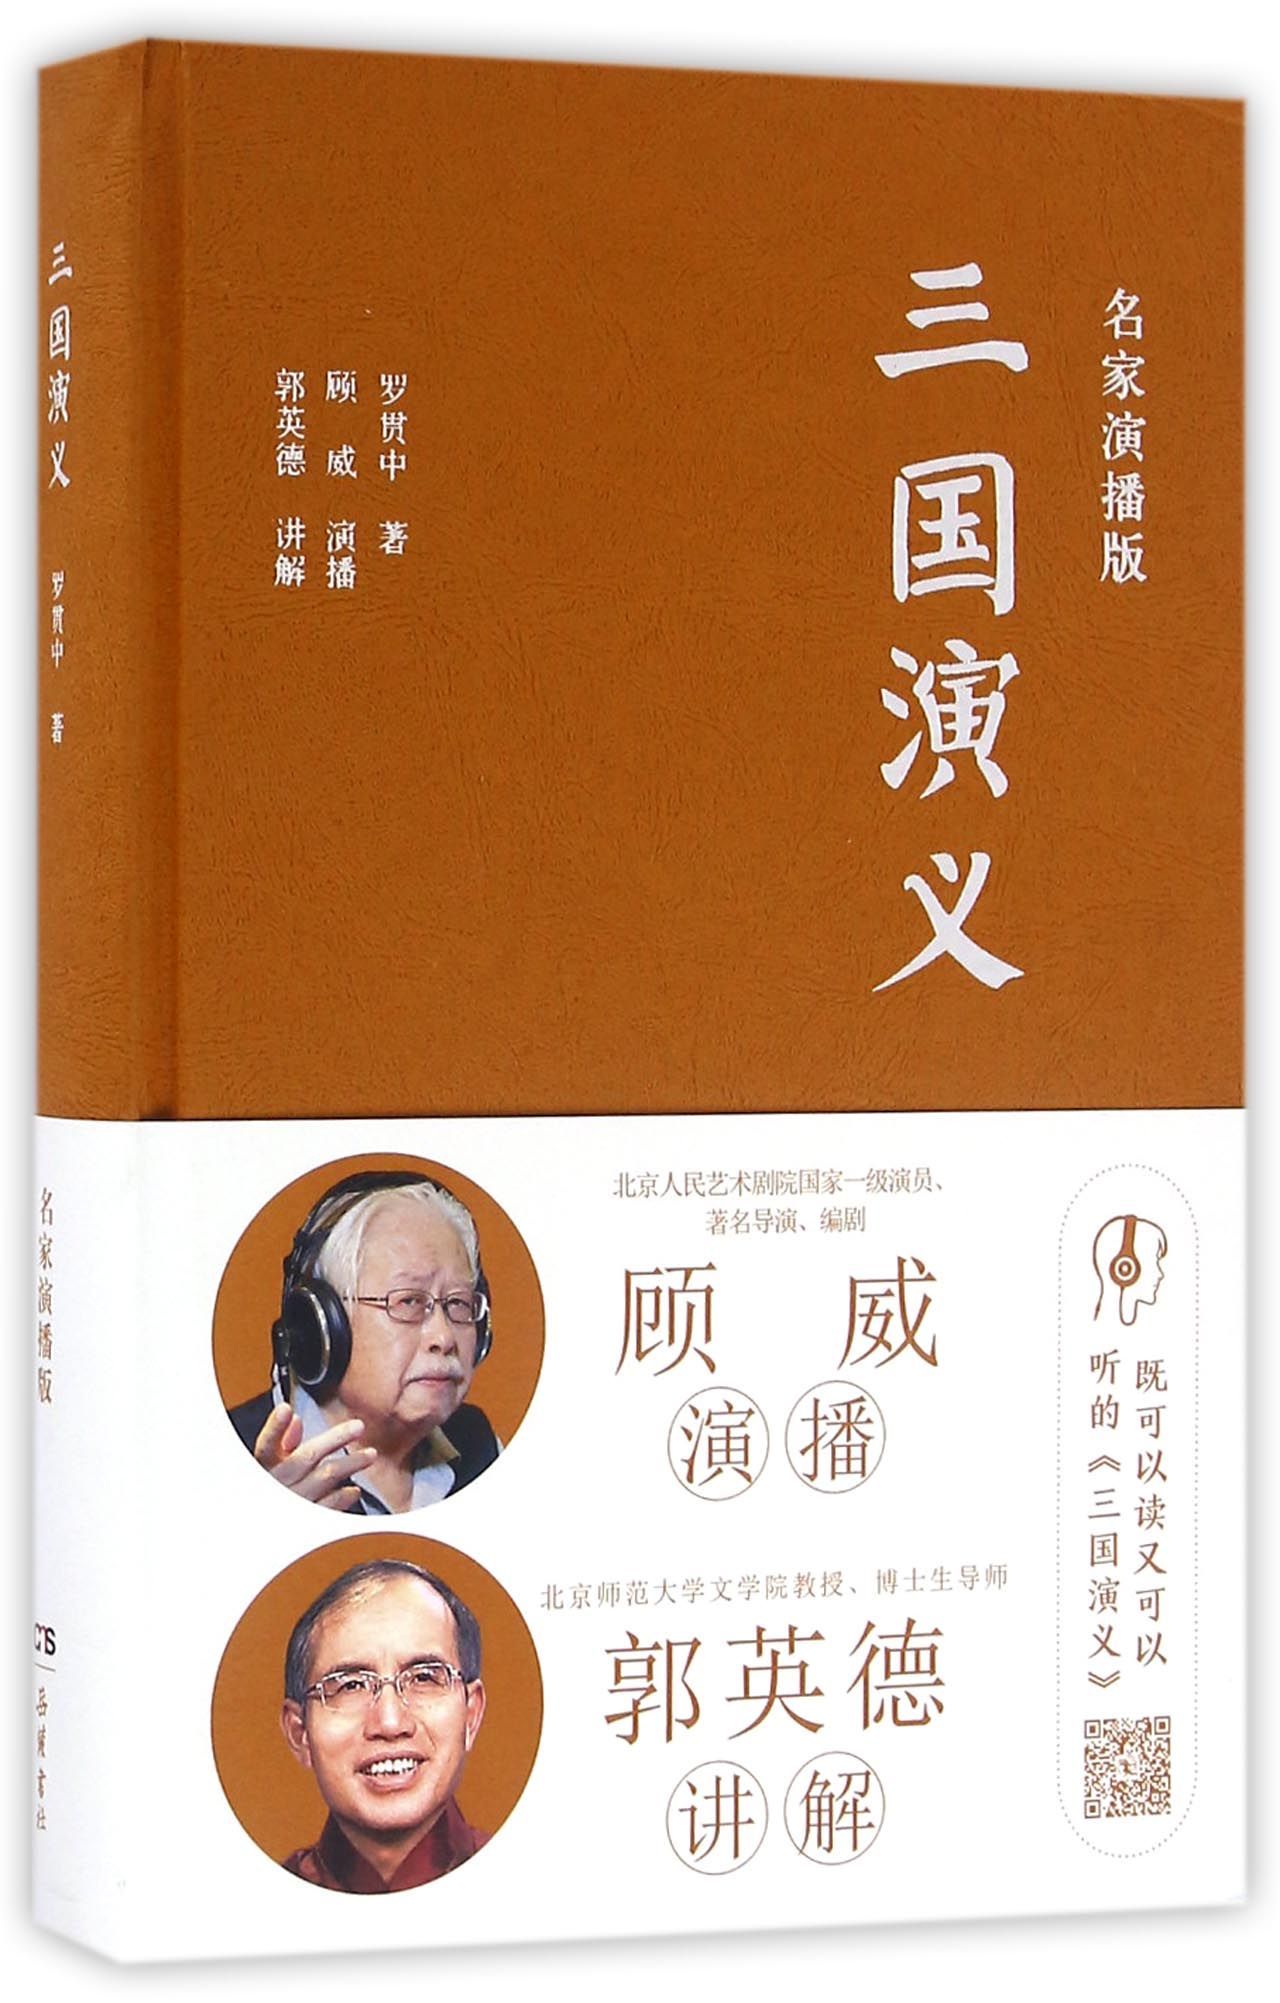 名家演播版
三国演义
罗贯中 著
顾威 演播
郭英德 讲解
三国演义 罗贯中 著
名家演播版
cns
岳麓书社
北京人民艺术剧院国家一级演员、
著名导演、编剧
顾威
演播
北京师范大学文学院教授、博士生导师
郭英德
讲解
既可以读又可以
听的《三国演义》